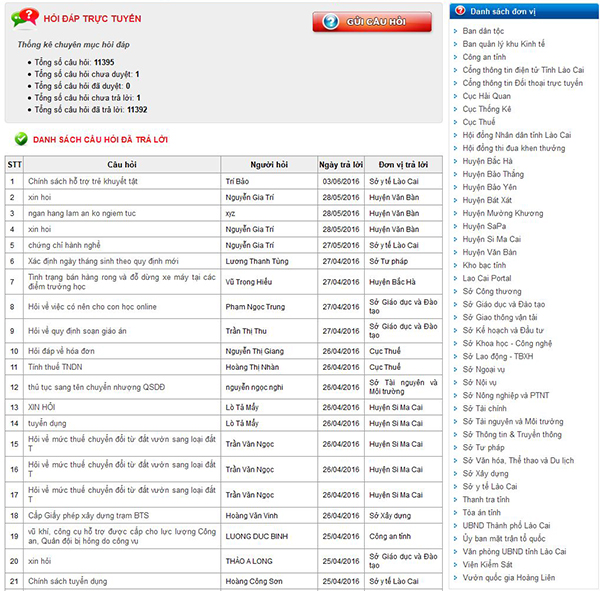 HỎI ĐÁP TRỰC TUYẾN
GỬI CÂU HỎI
Thống kê chuyên mục hỏi đáp
Tổng số câu hỏi: 11395
Tổng số câu hỏi chưa duyệt: 1
Tổng số câu hỏi đã duyệt: 0
Tổng số câu hỏi chưa trả lời: 1
Tổng số câu hỏi đã trả lời: 11392
DANH SÁCH CÂU HỎI ĐÃ TRẢ LỜI
STT Câu hỏi Người hỏi Ngày trả lời Đơn vị trả lời
1 Chính sách hỗ trợ trẻ khuyết tật Trí Bảo 03/06/2016 Sở y tế Lào Cai
2 xin hoi Nguyễn Gia Trí 28/05/2016 Huyện Văn Bàn
3 ngan hang lam an ko ngiem tuc xyz 28/05/2016 Huyện Văn Bàn
4 xin hoi Nguyễn Gia Trí 28/05/2016 Huyện Văn Bàn
5 chứng chỉ hành nghề Nguyễn Gia Trí 27/05/2016 Sở y tế Lào Cai
6 Xác định ngày tháng sinh theo quy định mới Lương Thanh Tùng 27/04/2016 Sở Tư pháp
7 Tình trạng bán hàng rong và đỗ dừng xe máy tại các
điểm trường học Vũ Trọng Hiếu 27/04/2016 Huyện Bắc Hà
8 Hỏi về việc có nên cho con học online Phạm Ngọc Trung 27/04/2016 Sở Giáo dục và Đào
tạo
9 Hỏi về quy định soạn giáo án Trần Thị Thu 27/04/2016 Sở Giáo dục và Đào
tạo
10 Hỏi đáp về hóa đơn Nguyễn Thị Giang 26/04/2016 Cục Thuế
11 Tính thuế TNDN Hoàng Thị Nhàn 26/04/2016 Cục Thuế
12 thủ tục sang tên chuyển nhượng QSDĐ nguyễn ngọc nghi 26/04/2016 Sở Tài nguyên và
Môi trường
13 XIN HỎI Lò Tả Mẩy 26/04/2016 Huyện Si Ma Cai
14 tuyển dụng Lò Tả Mẩy 26/04/2016 Huyện Si Ma Cai
15 Hỏi về mức thuế chuyển đổi từ đất vườn sang loại đất
T Trần Văn Ngọc 26/04/2016 Huyện Si Ma Cai
16 Hỏi về mức thuế chuyển đổi từ đất vườn sang loại đất
T Trần Văn Ngọc 26/04/2016 Huyện Si Ma Cai
17 Hỏi về mức thuế chuyển đổi từ đất vườn sang loại đất
T Trần Văn Ngọc 26/04/2016 Huyện Si Ma Cai
18 Cấp Giấy phép xây dựng trạm BTS Hoàng Văn Vinh 26/04/2016 Sở Xây dựng
19 vũ khí, công cụ hỗ trợ được cấp cho lực lượng Công
an, Quân đội bị hỏng do công vụ LUONG DUC BINH 25/04/2016 Công an tỉnh
20 xin hỏi THÀO A LONG 25/04/2016 Sở Giáo dục và Đào
tạo
21 Chính sách tuyển dụng Hoàng Công Sơn 25/04/2016 Sở y tế Lào Cai
Danh sách đơn vị
Ban dân tộc
Ban quản lý khu Kinh tế
Công an tỉnh
Cổng thông tin điện tử Tỉnh Lào Cai
Cổng thông tin Đối thoại trực tuyến
Cục Hải Quan
Cục Thống Kê
Cục Thuế
Hội đồng Nhân dân tỉnh Lào Cai
Hội đồng thi đua khen thưởng
Huyện Bắc Hà
Huyện Bảo Thắng
Huyện Bảo Yên
Huyện Bát Xát
Huyện Mường Khương
Huyện SaPa
Huyện Si Ma Cai
Huyện Văn Bàn
Kho bạc tỉnh
Lao Cai Portal
Sở Công thương
Sở Giáo dục và Đào tạo
Sở Giao thông vận tải
Sở Kế hoạch và Đầu tư
Sở Khoa học - Công nghệ
Sở Lao động - TBXH
Sở Ngoại vụ
Sở Nội vụ
Sở Nông nghiệp và PTNT
Sở Tài chính
Sở Tài nguyên và Môi trường
Sở Thông tin & Truyền thông
Sở Tư pháp
Sở Văn hóa, Thể thao và Du lịch
Sở Xây dựng
Sở y tế Lào Cai
Thanh tra tỉnh
Tòa án tỉnh
UBND Thành phố Lào Cai
Ủy ban mặt trận tổ quốc
Văn phòng UBND tỉnh Lào Cai
Viện Kiểm Sát
Vườn quốc gia Hoàng Liên